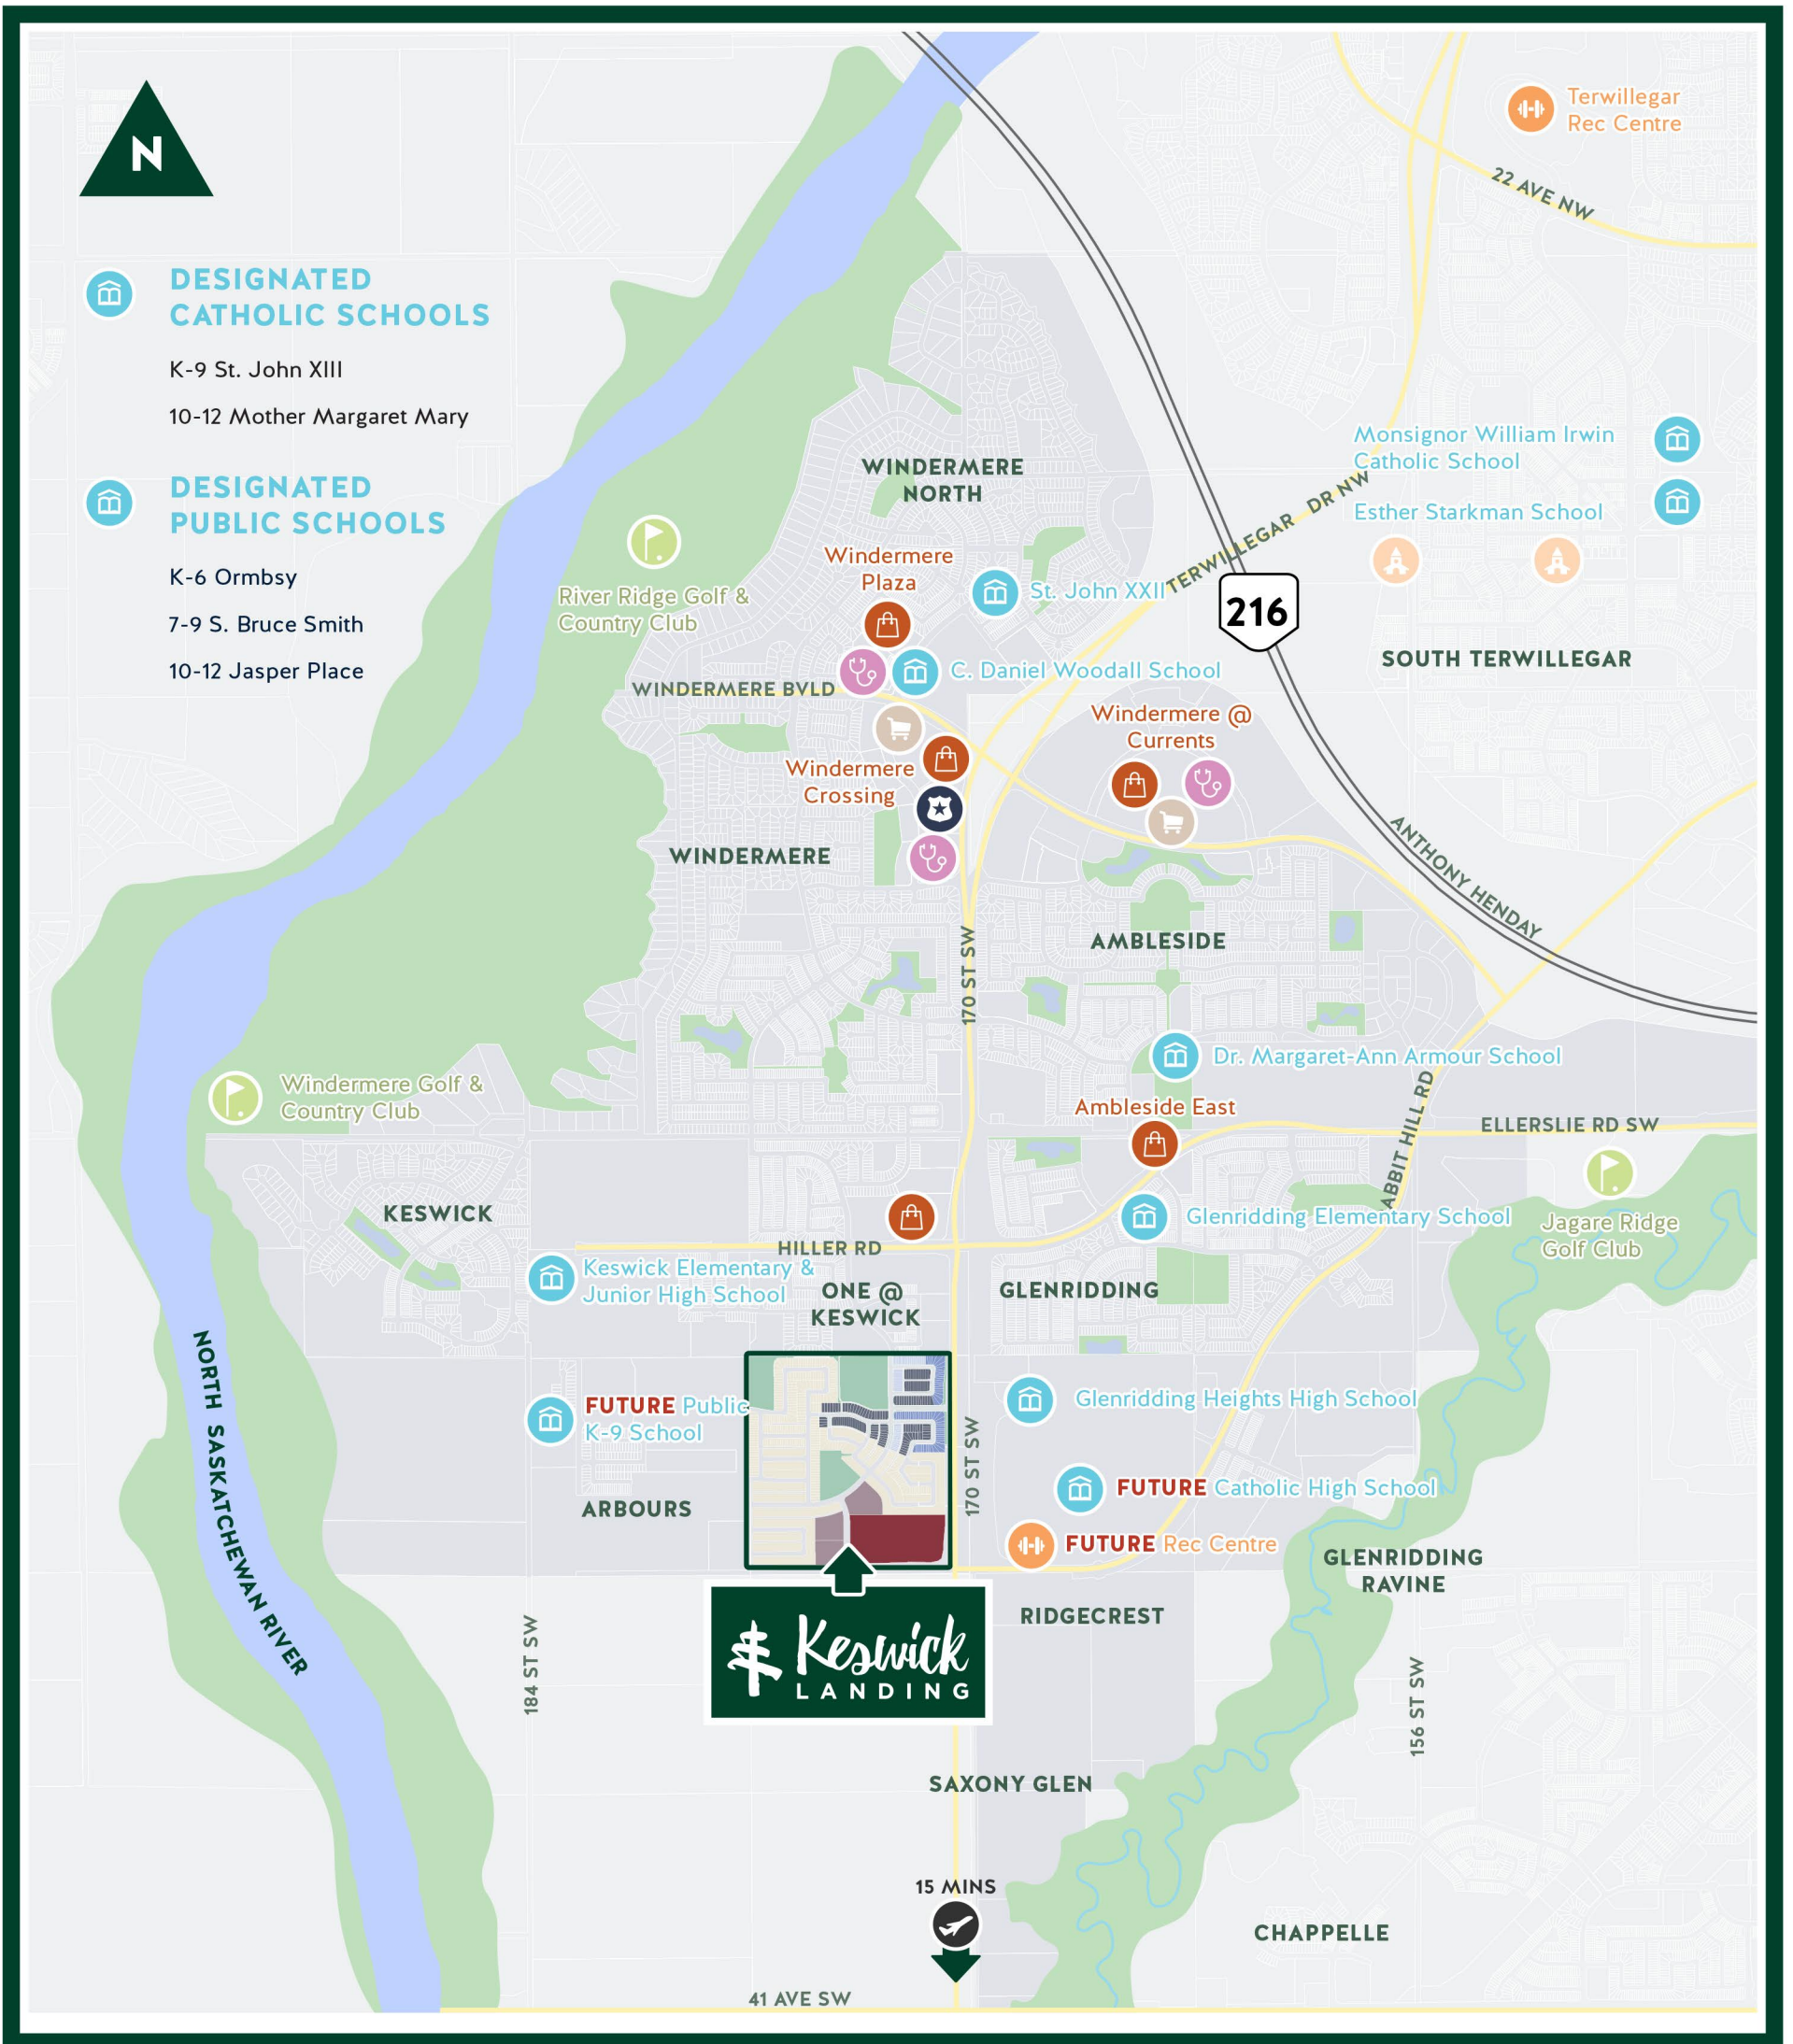 N
DESIGNATED
CATHOLIC SCHOOLS
K-9 St. John XIII
10-12 Mother Margaret Mary
DESIGNATED
PUBLIC SCHOOLS
K-6 Ormbsy
7-9 S. Bruce Smith
10-12 Jasper Place
Terwillegar
Rec Centre
22 AVE NW
Monsignor William Irwin
Catholic School
Esther Starkman School
TERWILLEGAR DR NW
216
SOUTH TERWILLEGAR
WINDERMERE
NORTH
Windermere
Plaza
St. John XXII
River Ridge Golf &
Country Club
C. Daniel Woodall School
WINDERMERE BVLD
Windermere @
Currents
Windermere
Crossing
WINDERMERE
ANTHONY HENDAY
AMBLESIDE
170 ST SW
Dr. Margaret-Ann Armour School
Windermere Golf &
Country Club
Ambleside East
ABBIT HILL RD
ELLERSLIE RD SW
KESWICK
Glenridding Elementary School
Jagare Ridge
Golf Club
HILLER RD
Keswick Elementary &
Junior High School
ONE @
KESWICK
GLENRIDDING
NORTH SASKATCHEWAN RIVER
FUTURE Public
K-9 School
Glenridding Heights High School
170 ST SW
FUTURE Catholic High School
ARBOURS
FUTURE Rec Centre
GLENRIDDING
RAVINE
RIDGECREST
Keswick
LANDING
184 ST SW
156 ST SW
SAXONY GLEN
15 MINS
CHAPPELLE
41 AVE SW